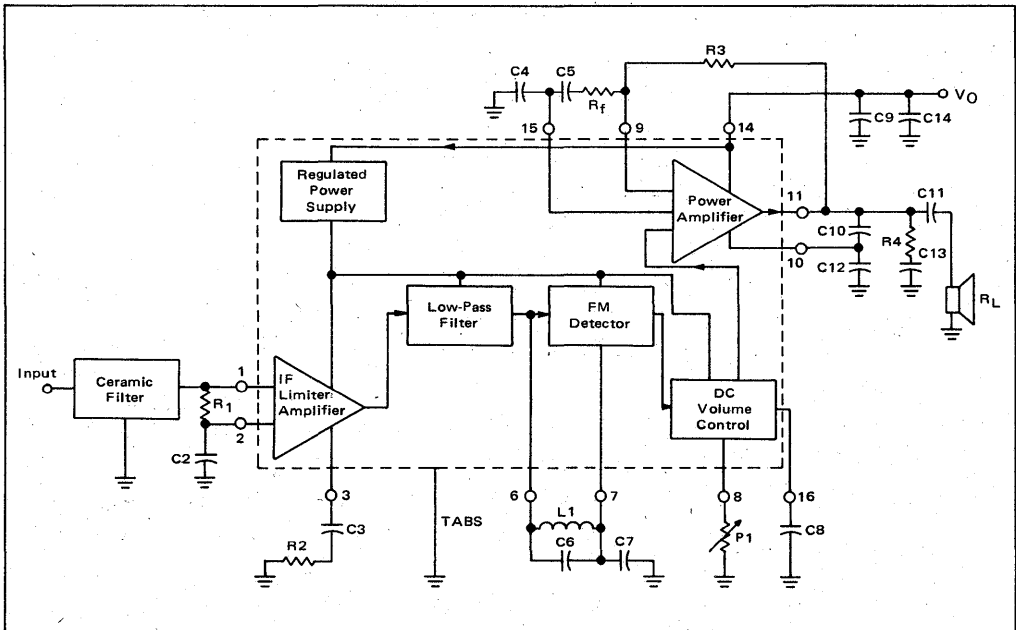 R3
C4
C5
Rf
VO
C9
C14
15
9
14
Regulated
Power
Supply
Power
Amplifier
11
C11
C10
R4
10
C12
C13
RL
Low-Pass
Filter
FM
Detector
Input
Ceramic
Filter
1
R1
2
C2
IF
Limiter
Amplifier
DC
Volume
Control
3
C3
R2
TABS
6
7
L1
C6
C7
8
P1
16
C8